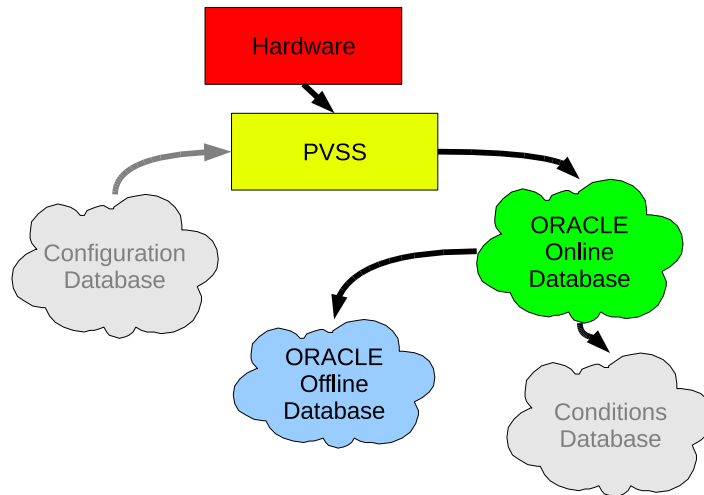 Hardware
PVSS
Configuration
Database
ORACLE
Online
Database
ORACLE
Offline
Database
Conditions
Database